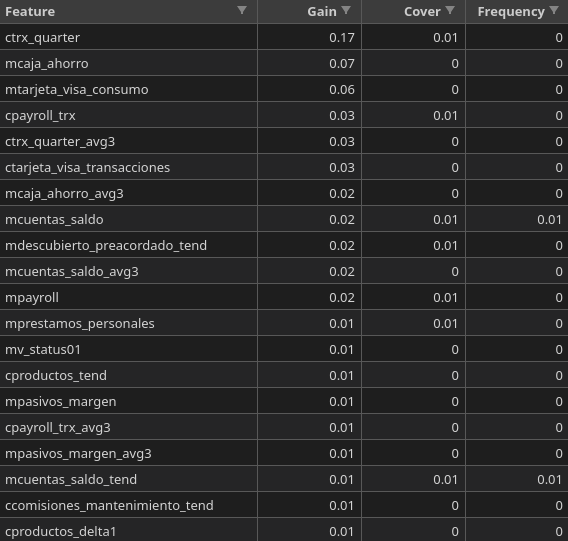 Feature Gain Cover Frequency
ctrx_quarter 0.17 0.01 0
mcaja_ahorro 0.07 0 0
mtarjeta_visa_consumo 0.06 0 0
cpayroll_trx 0.03 0.01 0
ctrx_quarter_avg3 0.03 0 0
ctarjeta_visa_transacciones 0.03 0 0
mcaja_ahorro_avg3 0.02 0 0
mcuentas_saldo 0.02 0.01 0.01
mdescubierto_preacordado_tend 0.02 0.01 0
mcuentas_saldo_avg3 0.02 0 0
mpayroll 0.02 0.01 0
mprestamos_personales 0.01 0.01 0
mv_status01 0.01 0 0
cproductos_tend 0.01 0 0
mpasivos_margen 0.01 0 0
cpayroll_trx_avg3 0.01 0 0
mpasivos_margen_avg3 0.01 0 0
mcuentas_saldo_tend 0.01 0.01 0.01
ccomisiones_mantenimiento_tend 0.01 0 0
cproductos_delta1 0.01 0 0